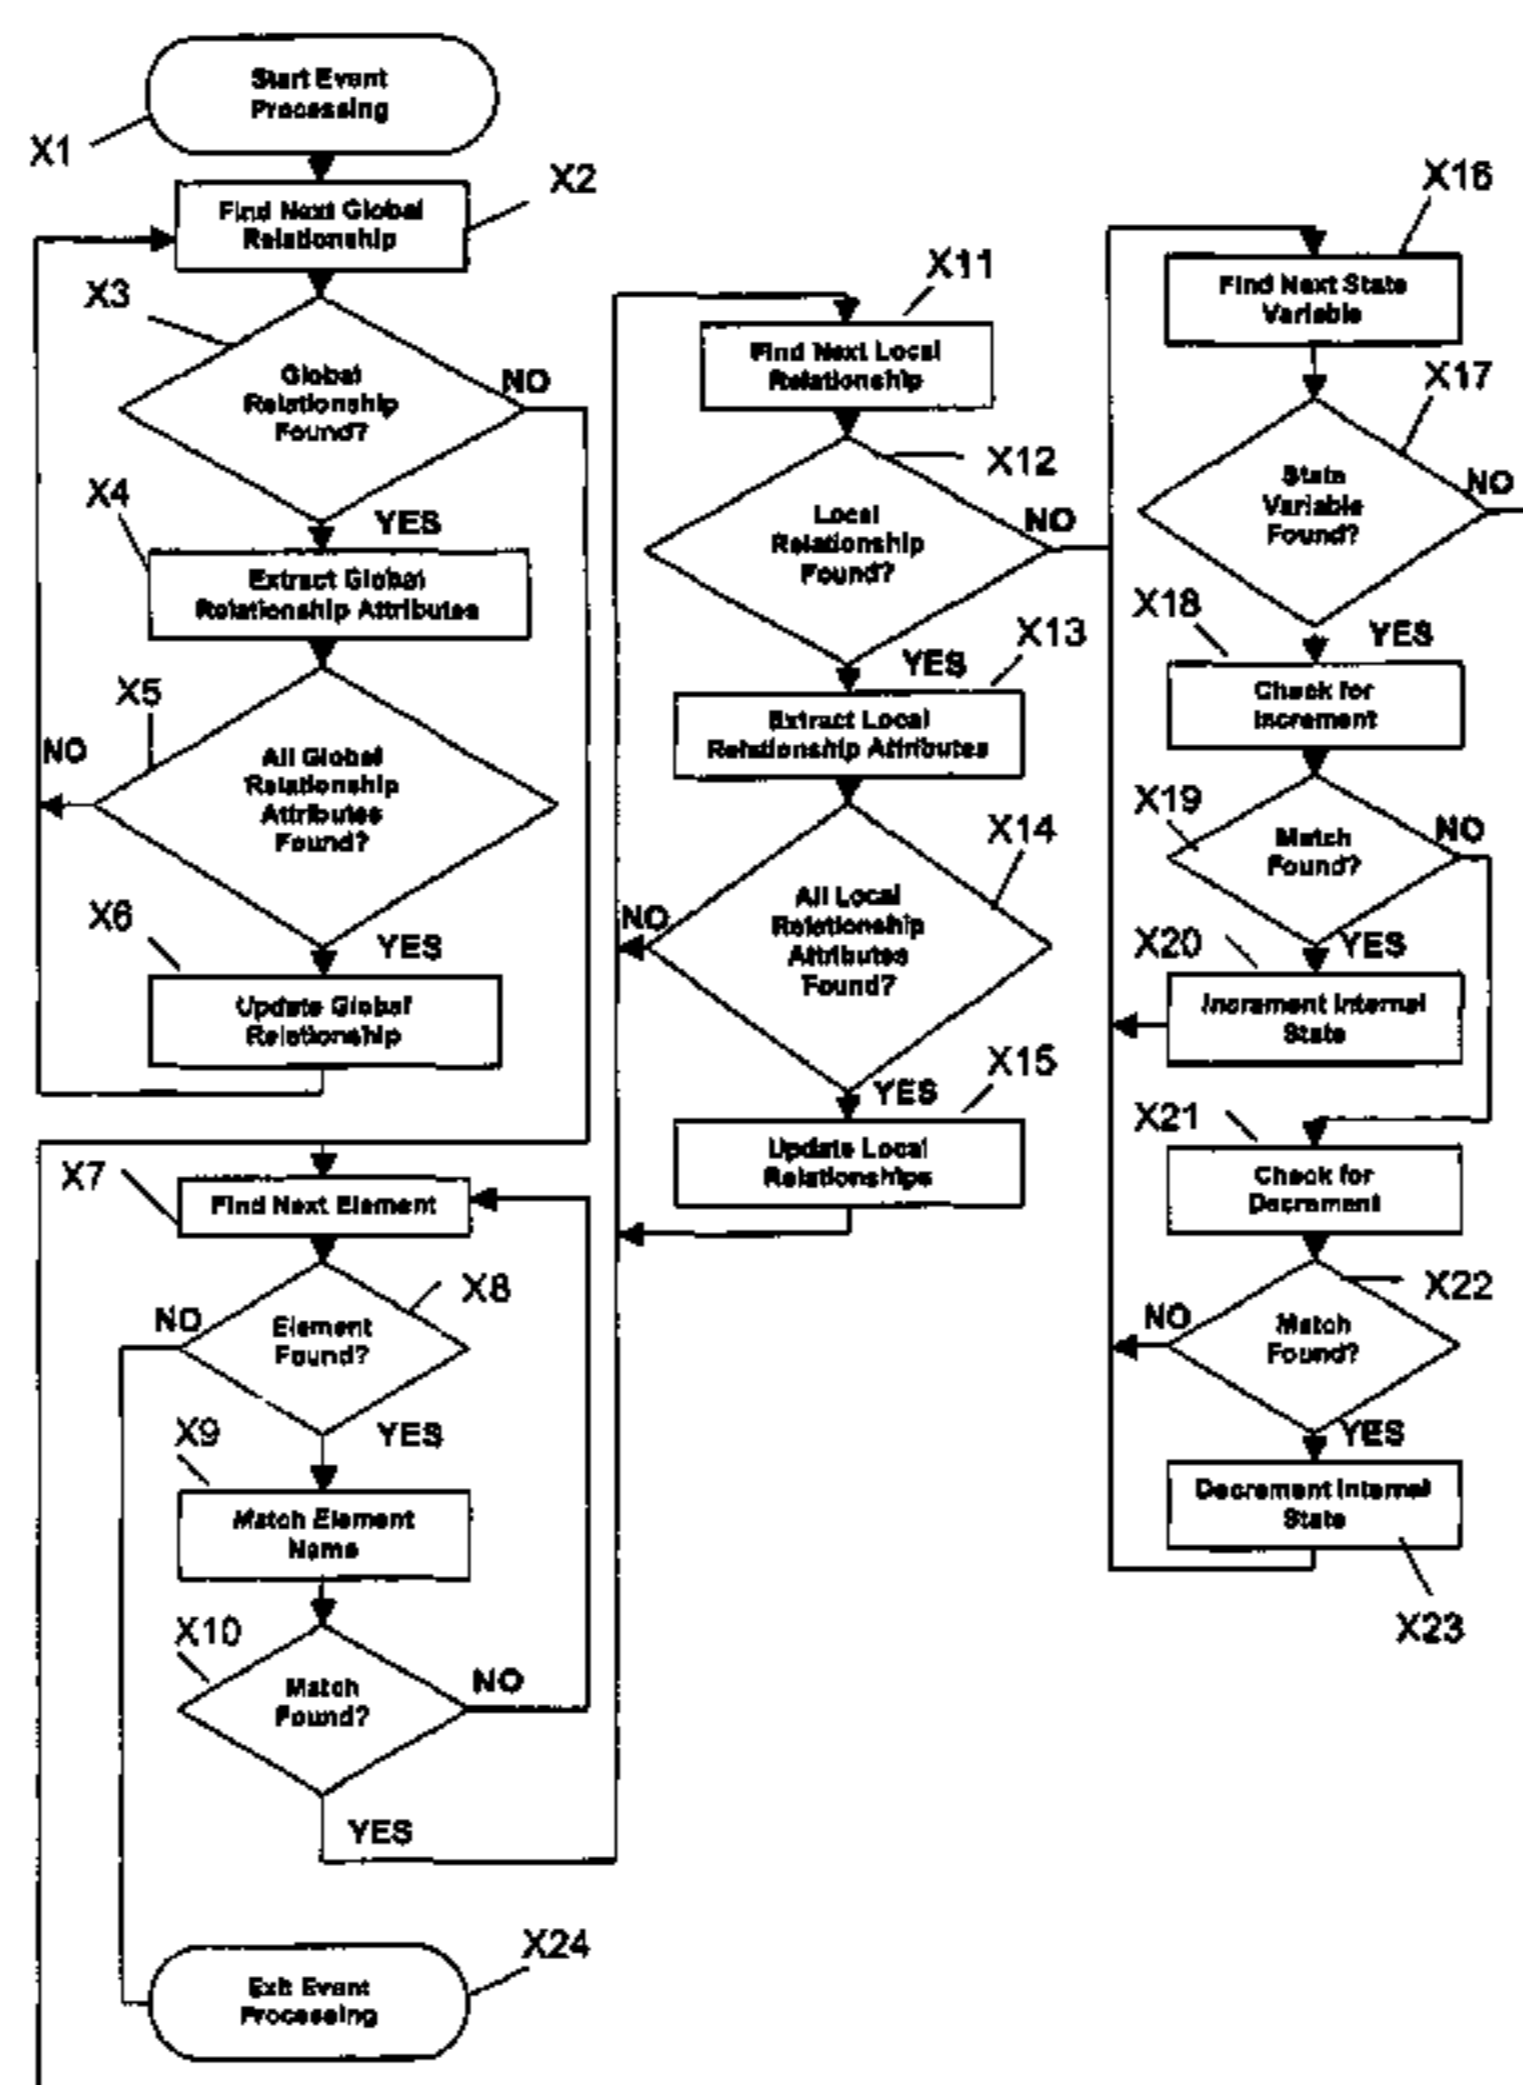 Start Event
Processing
X1
Find Next Global
Relationship
X2
X3
Global
Relationship
Found?
NO
YES
X4
Extract Global
Relationship Attributes
X5
NO
All Global
Relationship
Attributes
Found?
YES
X6
Update Global
Relationship
X7
Find Next Element
X8
NO
Element
Found?
YES
X9
Match Element
Name
X10
Match
Found?
NO
YES
X24
Exit Event
Processing
X11
Find Next Local
Relationship
X12
Local
Relationship
Found?
NO
YES
X13
Extract Local
Relationship Attributes
X14
NO
All Local
Relationship
Attributes
Found?
YES
X15
Update Local
Relationships
X16
Find Next State
Variable
X17
State
Variable
Found?
NO
YES
X18
Check for
Increment
X19
Match
Found?
NO
YES
X20
Increment Internal
State
X21
Check for
Decrement
X22
NO
Match
Found?
YES
Decrement Internal
State
X23